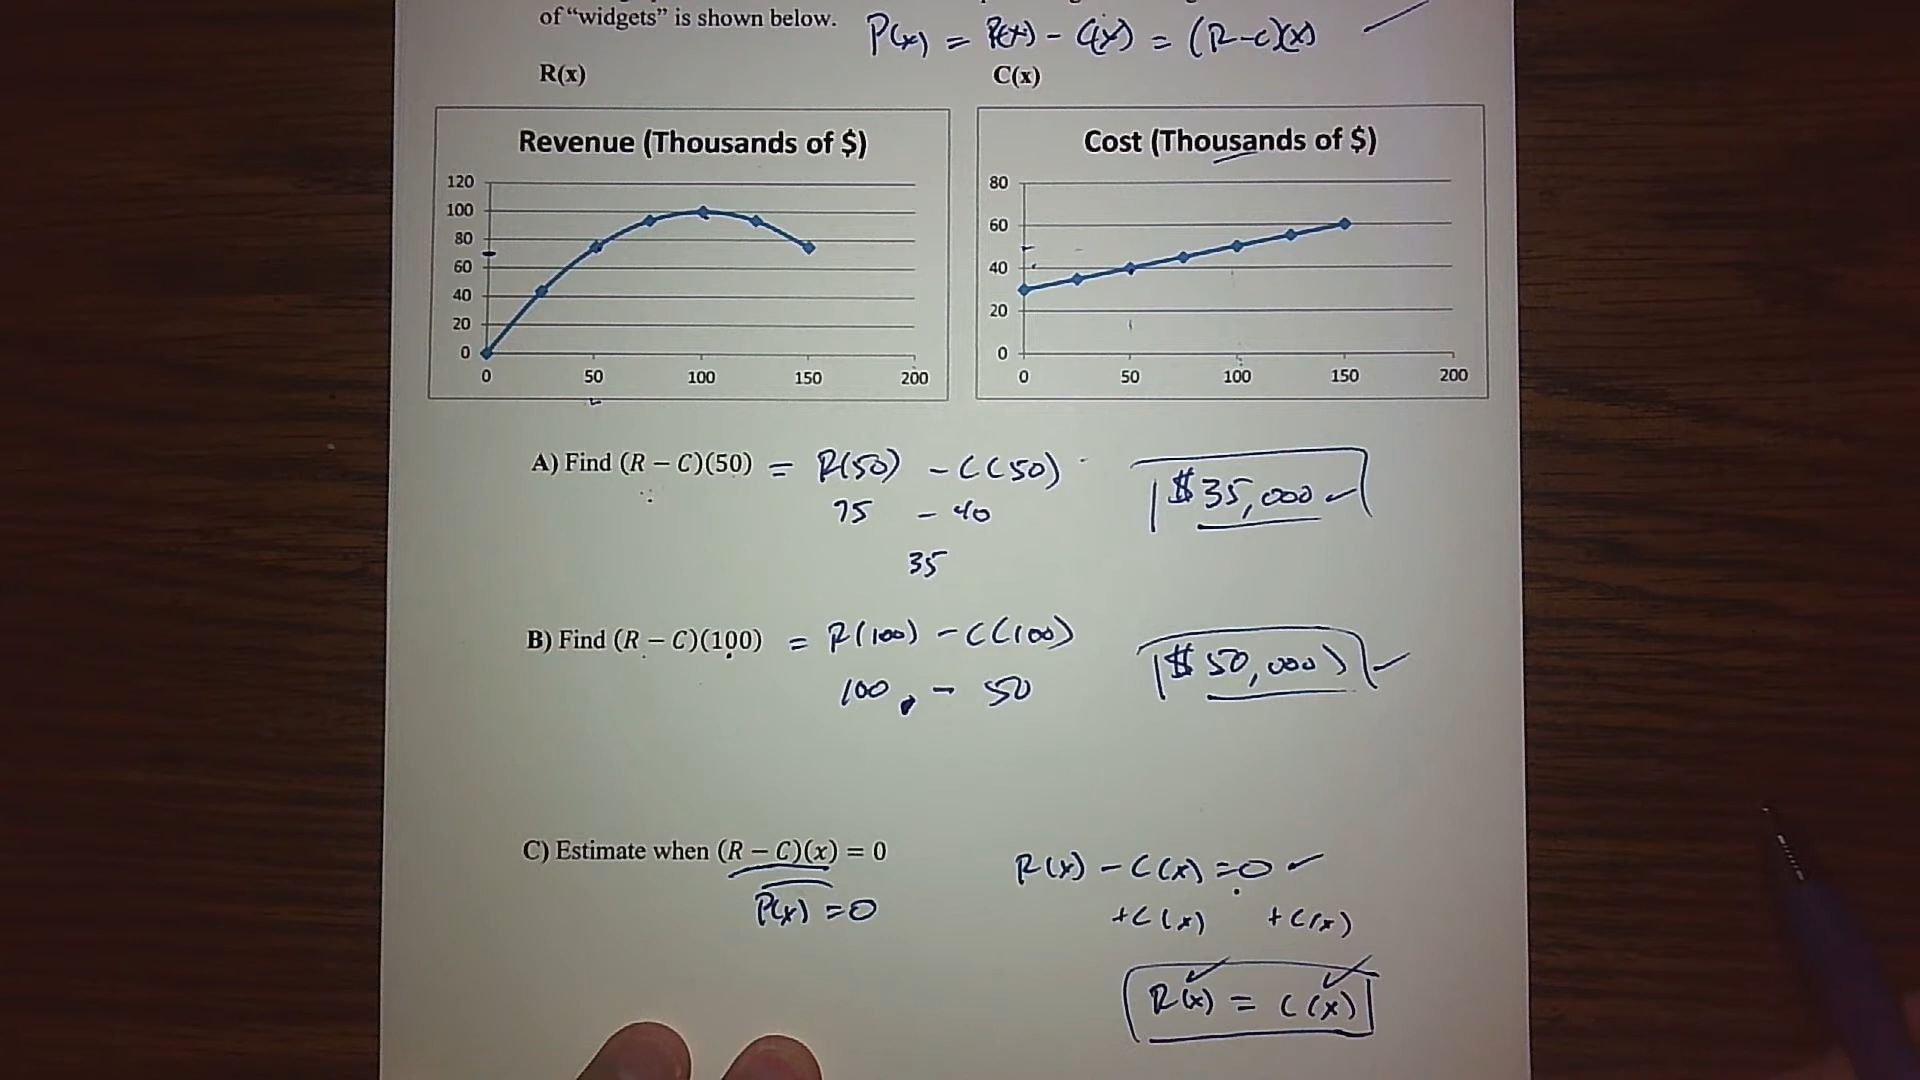 of “widgets” is shown below. P(x) = R(x) - C(x) = (R-C)(x)
R(x) C(x)
Revenue (Thousands of $)
120
100
80
60
40
20
0
0 50 100 150 200
Cost (Thousands of $)
80
60
40
20
0
0 50 100 150 200
A) Find (R − C)(50) = R(50) - C(50)
75 - 40
35
$35,000
B) Find (R − C)(100) = R(100) - C(100)
100 - 50
$50,000
C) Estimate when (R − C)(x) = 0
P(x) = 0
R(x) - C(x) = 0
+C(x) +C(x)
R(x) = C(x)